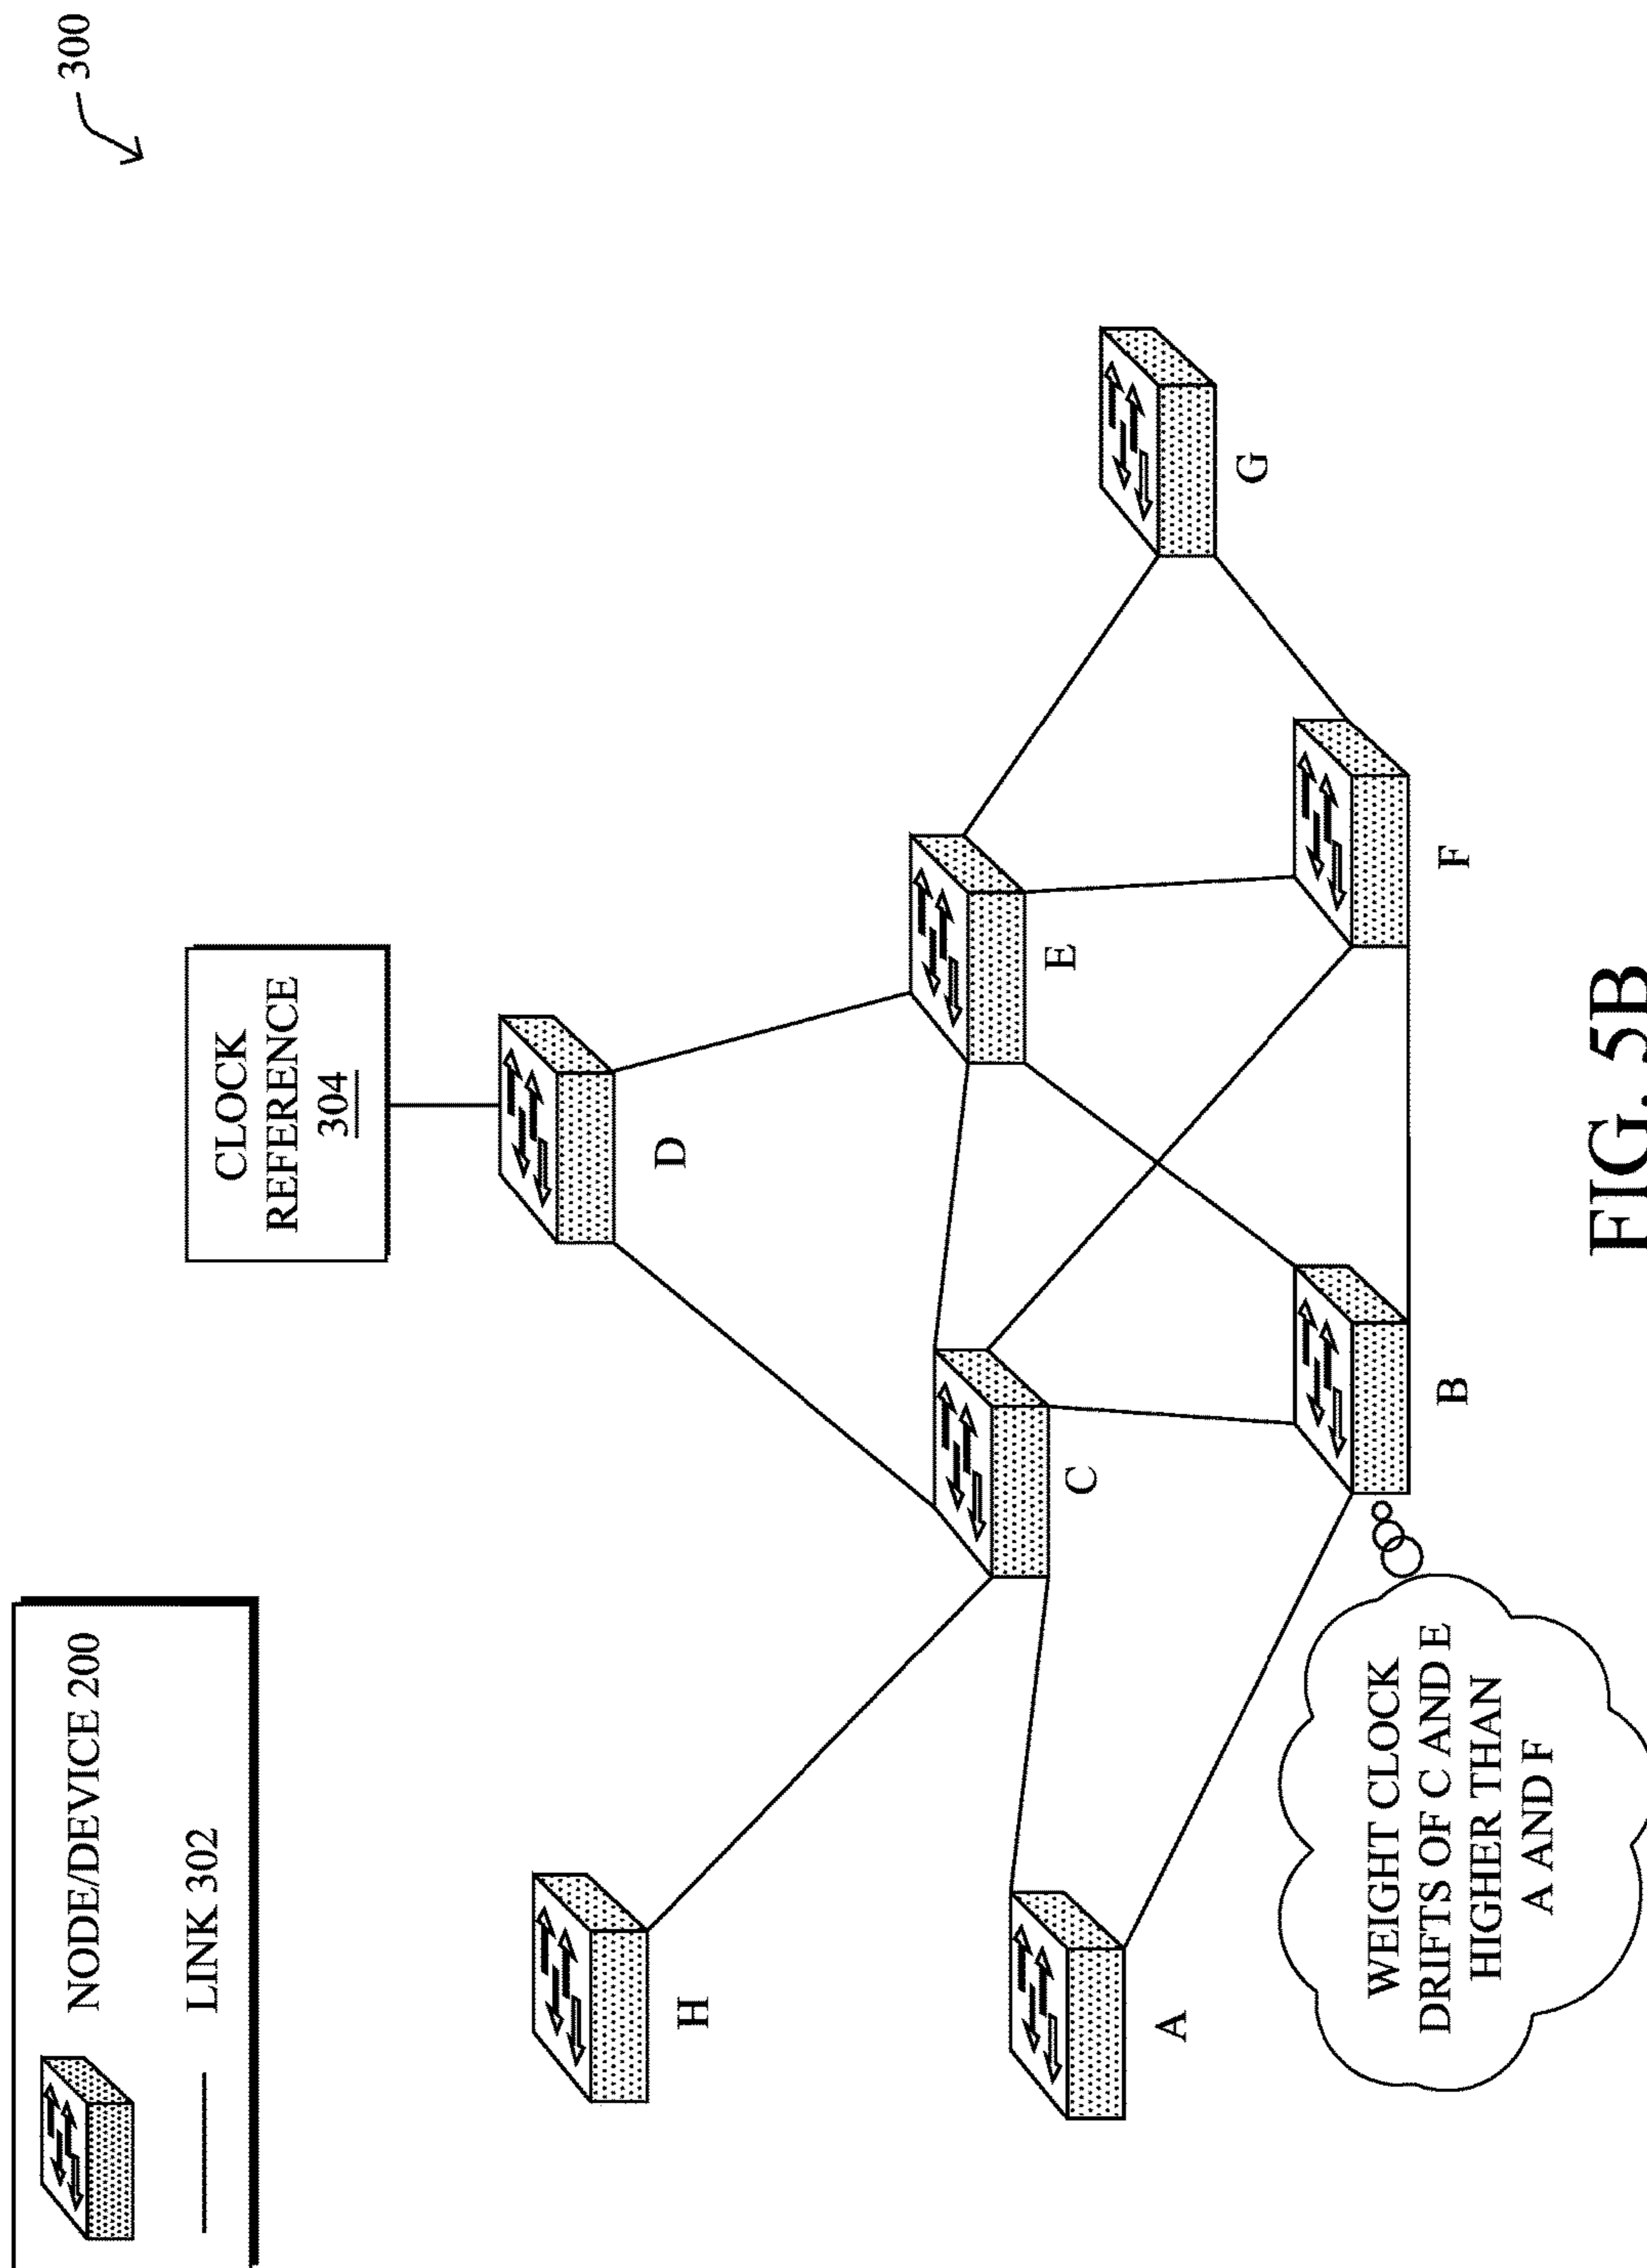 300
NODE/DEVICE 200
LINK 302
CLOCK
REFERENCE
304
D
H
E
C
G
A
F
B
WEIGHT CLOCK
DRIFTS OF C AND E
HIGHER THAN
A AND F
FIG. 5B